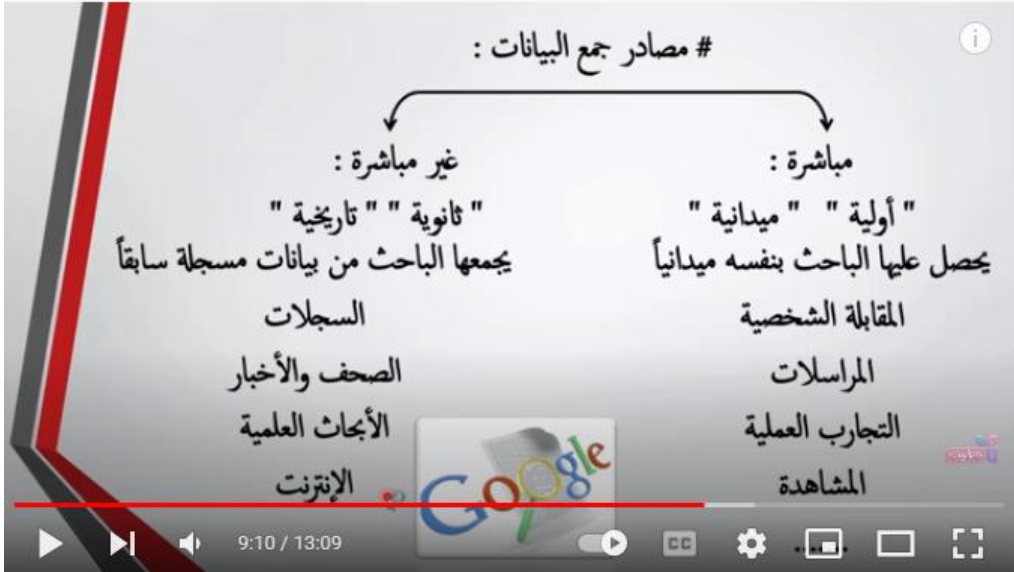 # مصادر جمع البيانات :
مباشرة :
" أولية " " ميدانية "
يحصل عليها الباحث بنفسه ميدانياً
المقابلة الشخصية
المراسلات
التجارب العملية
المشاهدة
غير مباشرة :
" ثانوية " " تاريخية "
يجمعها الباحث من بيانات مسجلة سابقاً
السجلات
الصحف والأخبار
الأبحاث العلمية
الإنترنت
Google
9:10 / 13:09
CC